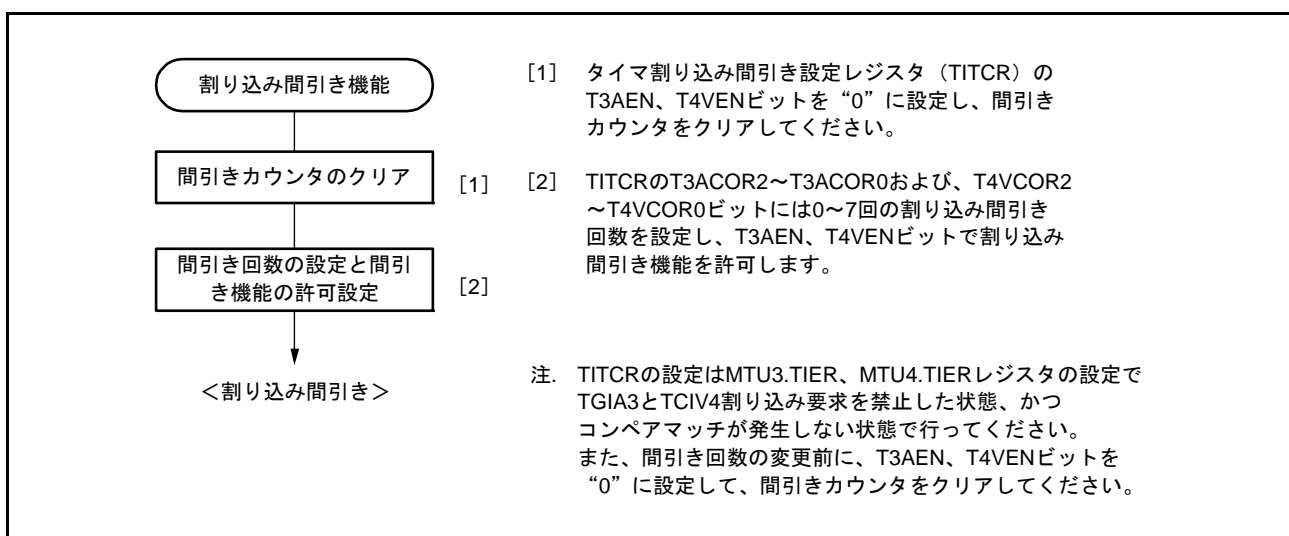 割り込み間引き機能
間引きカウンタのクリア
[1]
間引き回数の設定と間引
き機能の許可設定
[2]
＜割り込み間引き＞
[1] タイマ割り込み間引き設定レジスタ（TITCR）の
T3AEN、T4VENビットを“0”に設定し、間引き
カウンタをクリアしてください。
[2] TITCRのT3ACOR2～T3ACOR0および、T4VCOR2
～T4VCOR0ビットには0～7回の割り込み間引き
回数を設定し、T3AEN、T4VENビットで割り込み
間引き機能を許可します。
注. TITCRの設定はMTU3.TIER、MTU4.TIERレジスタの設定で
TGIA3とTCIV4割り込み要求を禁止した状態、かつ
コンペアマッチが発生しない状態で行ってください。
また、間引き回数の変更前に、T3AEN、T4VENビットを
“0”に設定して、間引きカウンタをクリアしてください。